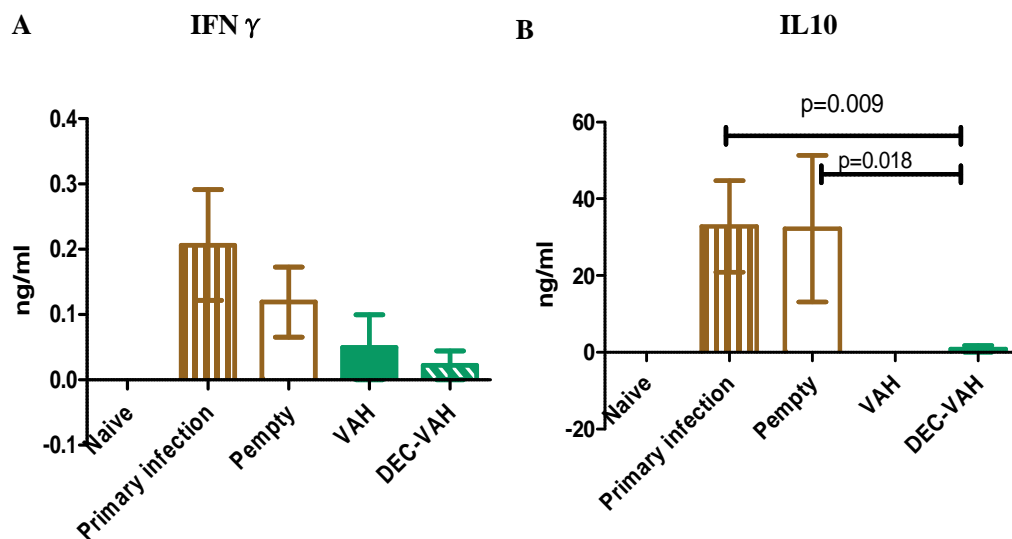 A
IFN γ
ng/ml
0.4
0.3
0.2
0.1
0.0
-0.1
Naive
Primary infection
Pempty
VAH
DEC-VAH
B
IL10
ng/ml
60
40
20
0
-20
p=0.009
p=0.018
Naive
Primary infection
Pempty
VAH
DEC-VAH